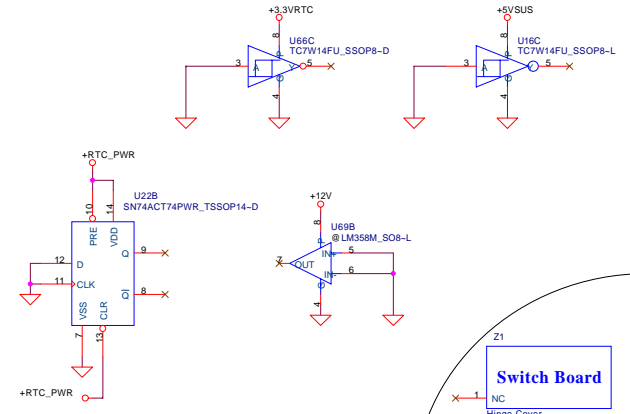 +3.3VRTC
U66C
TC7W14FU_SSOP8~D
8
P
3
A
Y
5
G
4
+5VSUS
U16C
TC7W14FU_SSOP8~L
8
P
3
A
Y
5
G
4
+RTC_PWR
U22B
SN74ACT74PWR_TSSOP14~D
10
14
PRE
VDD
12
D
Q
9
11
CLK
Q|
8
VSS
CLR
7
13
+RTC_PWR
+12V
U69B
@LM358M_SO8~L
8
P
IN+
5
7
OUT
IN-
6
G
4
Z1
Switch Board
1
NC
Hinge Cover